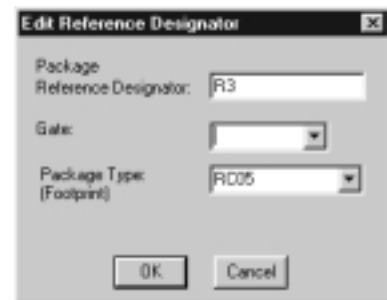 Edit Reference Designator
Package
Reference Designator: R3
Gate:
Package Type: RC05
(Footprint)
OK Cancel